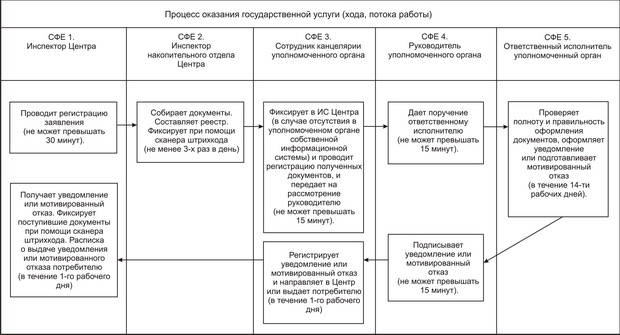 Процесс оказания государственной услуги (хода, потока работы)
СФЕ 1.
Инспектор Центра
СФЕ 2.
Инспектор
накопительного отдела
Центра
СФЕ 3.
Сотрудник канцелярии
уполномоченного органа
СФЕ 4.
Руководитель
уполномоченного органа
СФЕ 5.
Ответственный исполнитель
уполномоченный орган
Проводит регистрацию
заявления
(не может превышать
30 минут).
Собирает документы.
Составляет реестр.
Фиксирует при помощи
сканера штрихкода
(не менее 3-х раз в день)
Фиксирует в ИС Центра
(в случае отсутствия в
уполномоченном органе
собственной
информационной
системы) и проводит
регистрацию полученных
документов, и
передает на
рассмотрение
руководителю
(не может превышать
15 минут).
Дает поручение
ответственному
исполнителю
(не может превышать
15 минут).
Проверяет
полноту и правильность
оформления
документов, оформляет
уведомление
или подготавливает
мотивированный
отказ
(в течение 14-ти
рабочих дней).
Получает уведомление
или мотивированный
отказ. Фиксирует
поступившие документы
при помощи сканера
штрихкода. Расписка
о выдаче уведомления
или мотивированного
отказа потребителю
(в течение 1-го рабочего
дня)
Регистрирует
уведомление или
мотивированный отказ
и направляет в Центр
или выдает потребителю
(в течение 1-го рабочего
дня)
Подписывает
уведомление или
мотивированный
отказ
(не может превышать
15 минут).